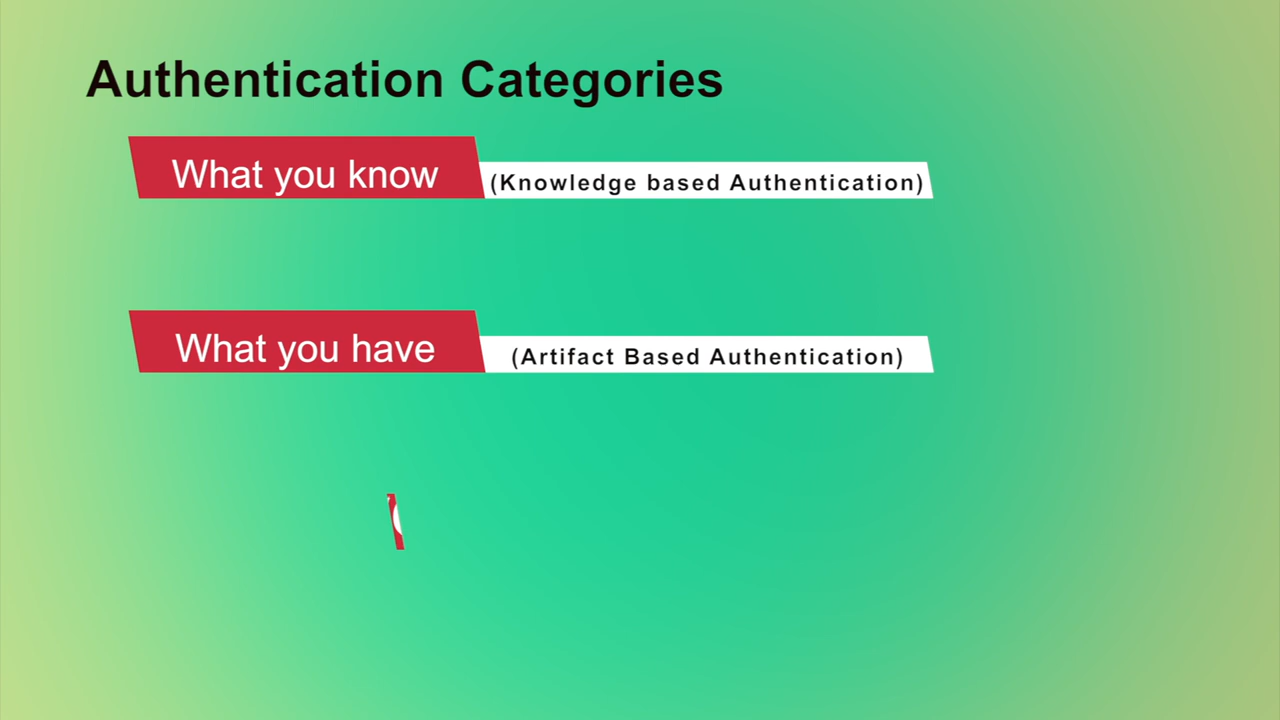 Authentication Categories
What you know
(Knowledge based Authentication)
What you have
(Artifact Based Authentication)